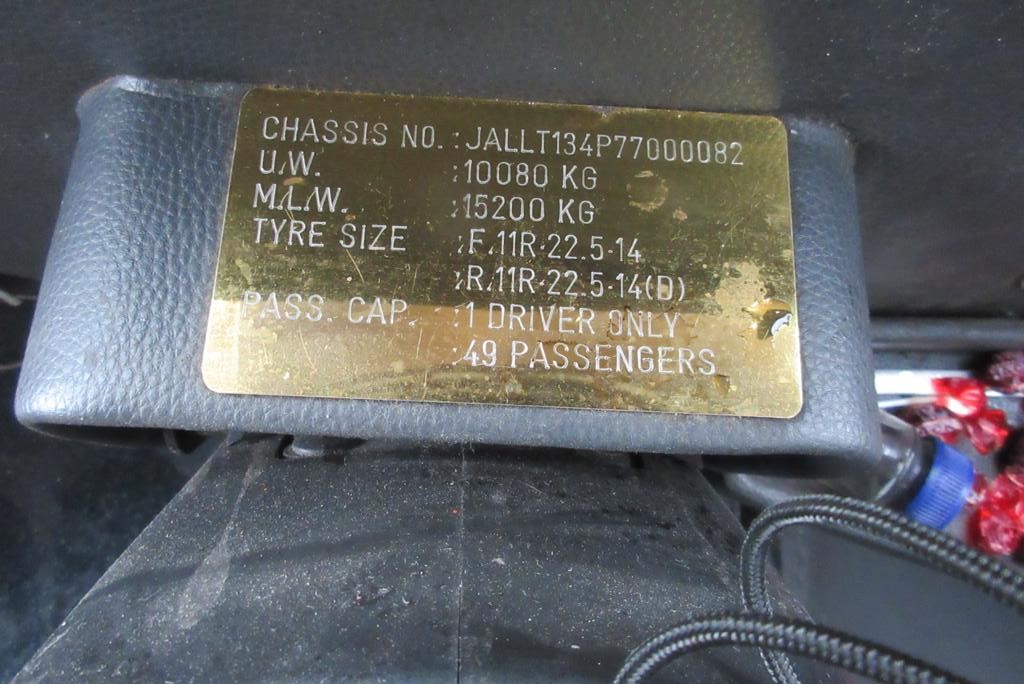 CHASSIS NO. : JALLT134P77000082
U.W. : 10080 KG
M.L.W. : 15200 KG
TYRE SIZE : F.11R-22.5-14
: R.11R-22.5-14(D)
PASS. CAP. : 1 DRIVER ONLY
: 49 PASSENGERS